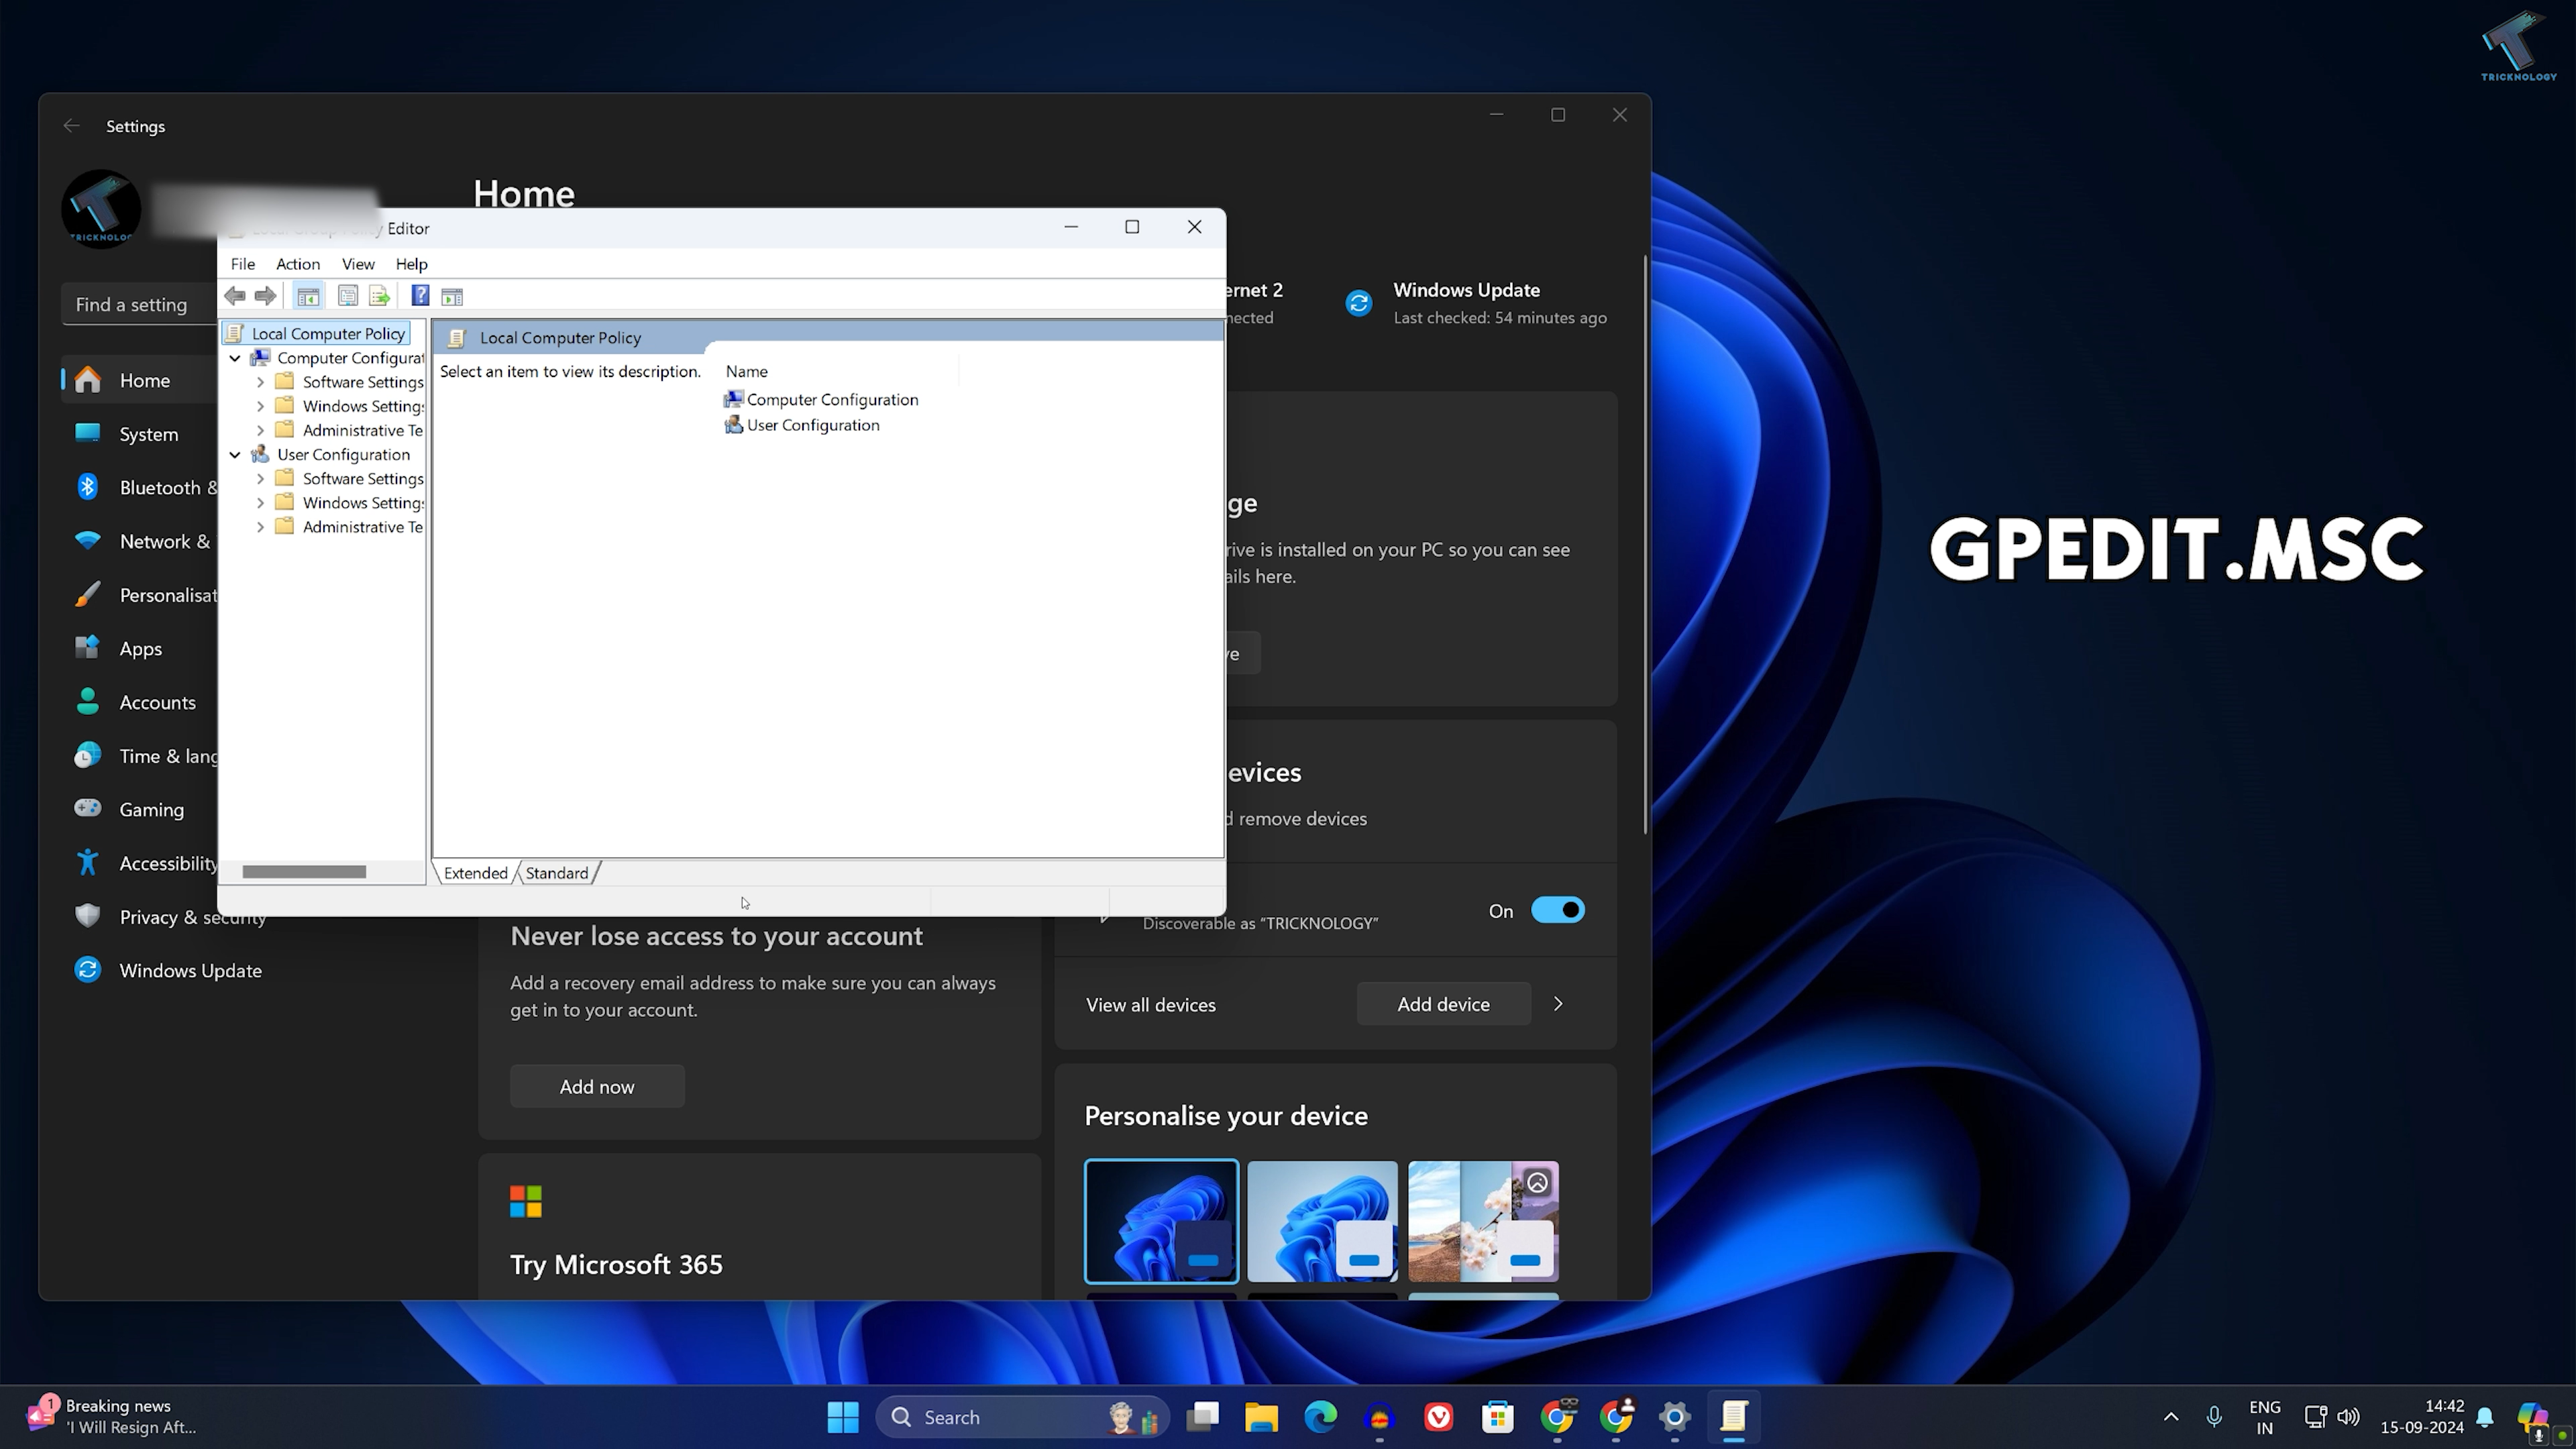 TRICKNOLOGY
Settings
TRICKNOLOG
Home
Editor
File Action View Help
Find a setting
Home
System
Bluetooth &
Network &
Personalisat
Apps
Accounts
Time & lang
Gaming
Accessibility
Privacy & security
Windows Update
Local Computer Policy
Computer Configurat
Software Settings
Windows Setting
Administrative Te
User Configuration
Software Settings
Windows Setting
Administrative Te
Local Computer Policy
Select an item to view its description.
Name
Computer Configuration
User Configuration
Extended Standard
ernet 2
nected
Windows Update
Last checked: 54 minutes ago
ge
rive is installed on your PC so you can see
ails here.
ve
evices
d remove devices
Discoverable as “TRICKNOLOGY”
On
View all devices
Add device
Never lose access to your account
Add a recovery email address to make sure you can always
get in to your account.
Add now
Try Microsoft 365
Personalise your device
GPEDIT.MSC
1
Breaking news
'I Will Resign Aft...
Search
ENG
IN
14:42
15-09-2024